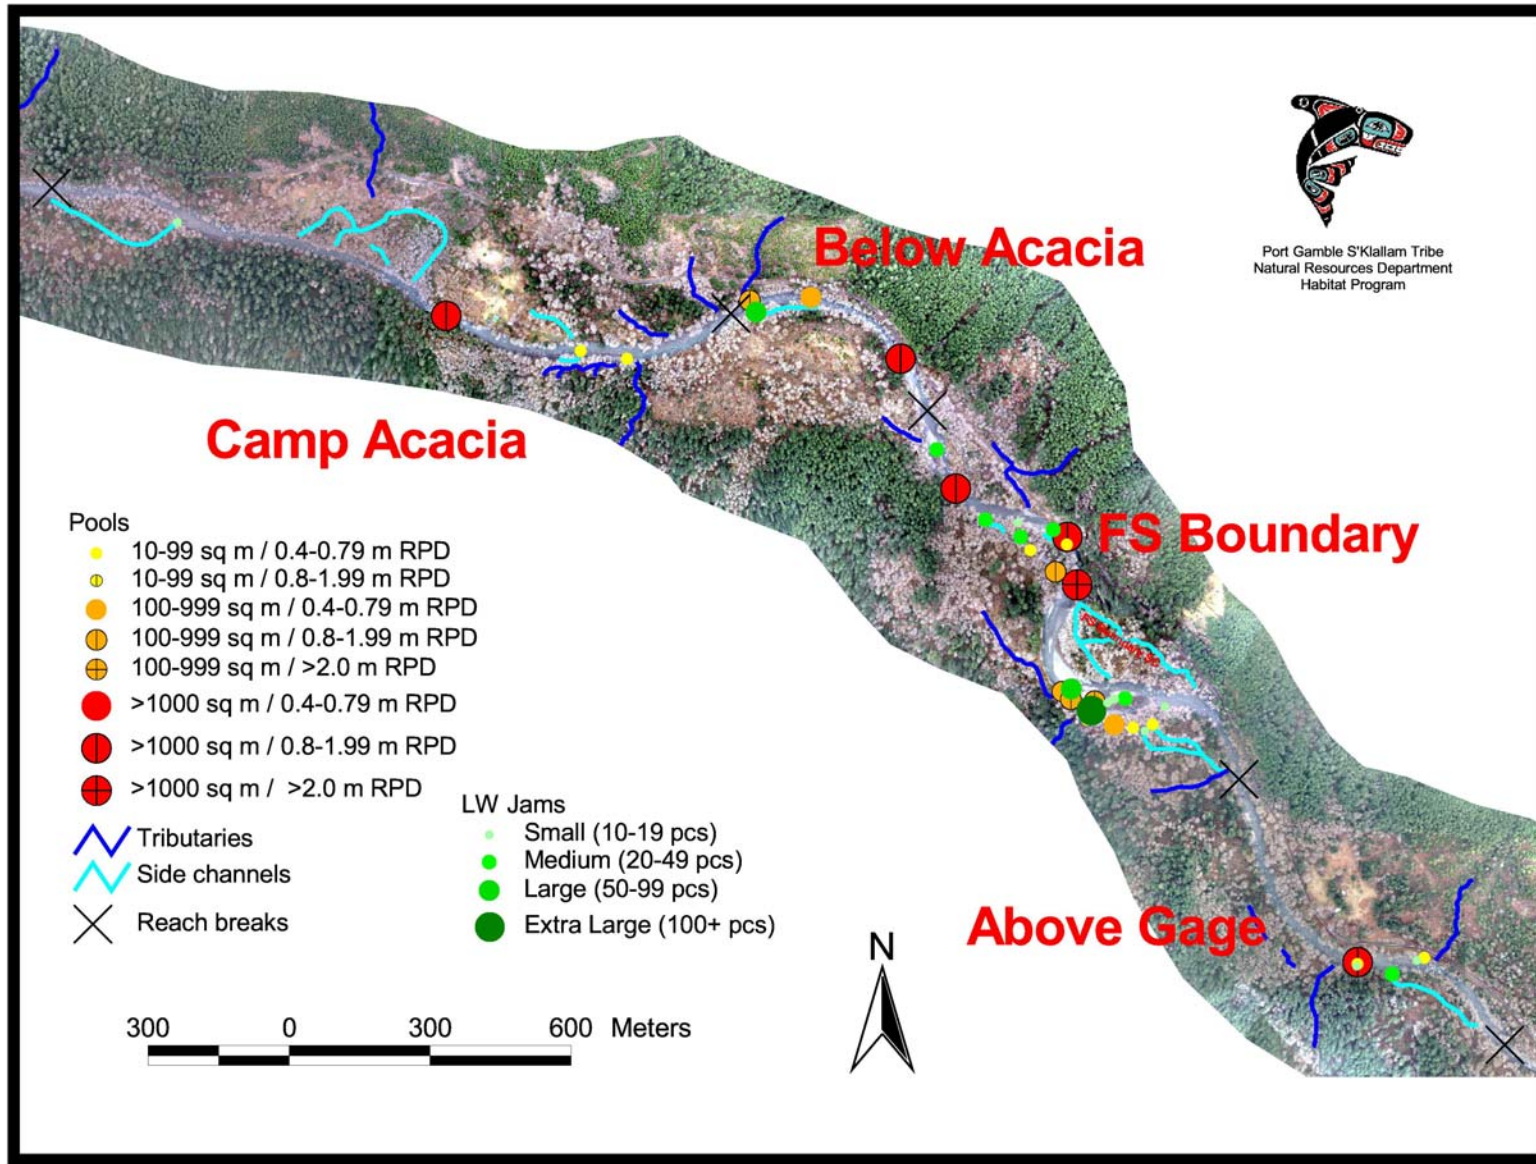 Port Gamble S'Klallam Tribe
Natural Resources Department
Habitat Program
Below Acacia
Camp Acacia
FS Boundary
Above Gage
Pools
10-99 sq m / 0.4-0.79 m RPD
10-99 sq m / 0.8-1.99 m RPD
100-999 sq m / 0.4-0.79 m RPD
100-999 sq m / 0.8-1.99 m RPD
100-999 sq m / >2.0 m RPD
>1000 sq m / 0.4-0.79 m RPD
>1000 sq m / 0.8-1.99 m RPD
>1000 sq m /  >2.0 m RPD
Tributaries
Side channels
Reach breaks
LW Jams
Small (10-19 pcs)
Medium (20-49 pcs)
Large (50-99 pcs)
Extra Large (100+ pcs)
N
300 0 300 600 Meters